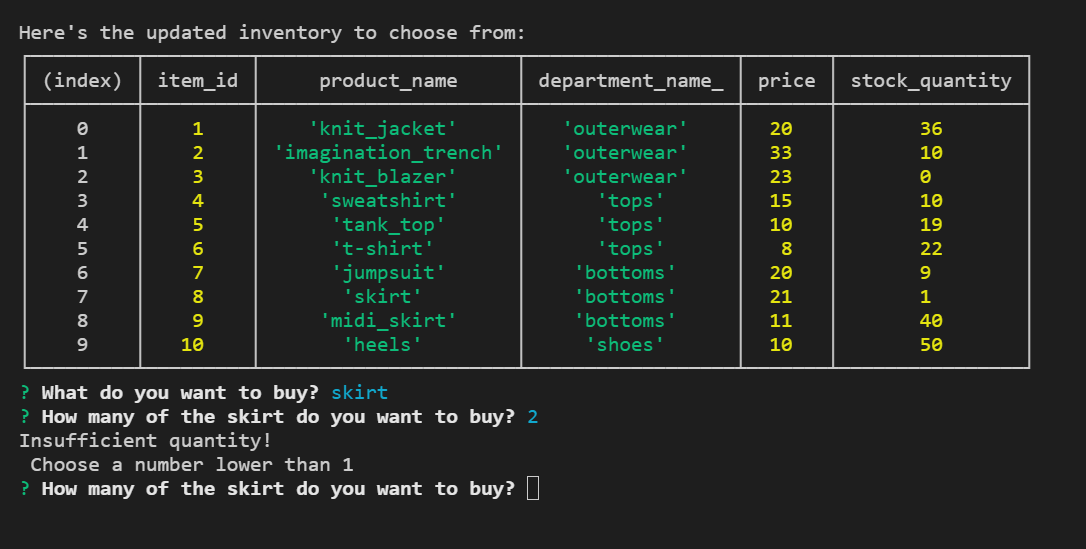 Here's the updated inventory to choose from:
(index) item_id product_name department_name_ price stock_quantity
0 1 'knit_jacket' 'outerwear' 20 36
1 2 'imagination_trench' 'outerwear' 33 10
2 3 'knit_blazer' 'outerwear' 23 0
3 4 'sweatshirt' 'tops' 15 10
4 5 'tank_top' 'tops' 10 19
5 6 't-shirt' 'tops' 8 22
6 7 'jumpsuit' 'bottoms' 20 9
7 8 'skirt' 'bottoms' 21 1
8 9 'midi_skirt' 'bottoms' 11 40
9 10 'heels' 'shoes' 10 50
? What do you want to buy? skirt
? How many of the skirt do you want to buy? 2
Insufficient quantity!
Choose a number lower than 1
? How many of the skirt do you want to buy?